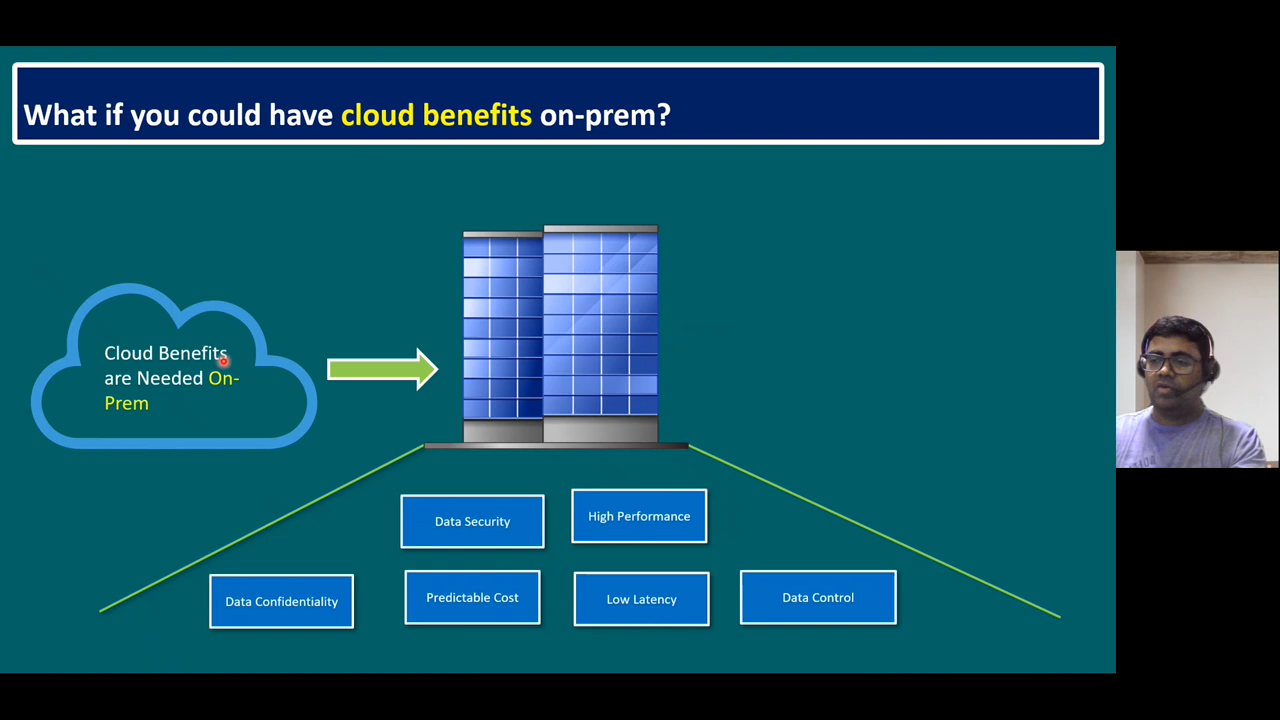 What if you could have cloud benefits on-prem?
Cloud Benefits
are Needed On-
Prem
Data Security
High Performance
Data Confidentiality
Predictable Cost
Low Latency
Data Control